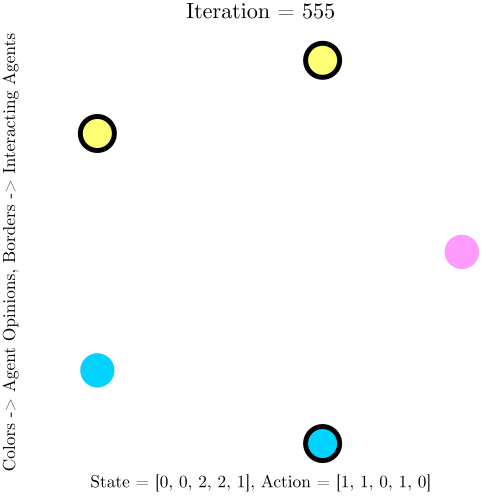 Iteration = 555
Colors -> Agent Opinions, Borders -> Interacting Agents
State = [0, 0, 2, 2, 1], Action = [1, 1, 0, 1, 0]